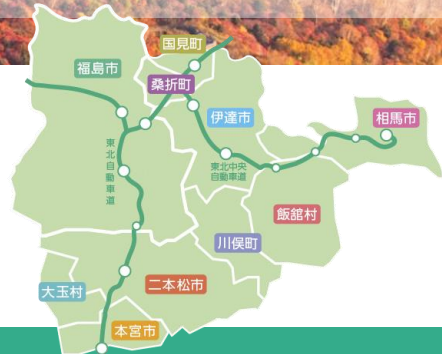 国見町
福島市
桑折町
伊達市
相馬市
東北自動車道
東北中央
自動車道
飯舘村
川俣町
大玉村
二本松市
本宮市